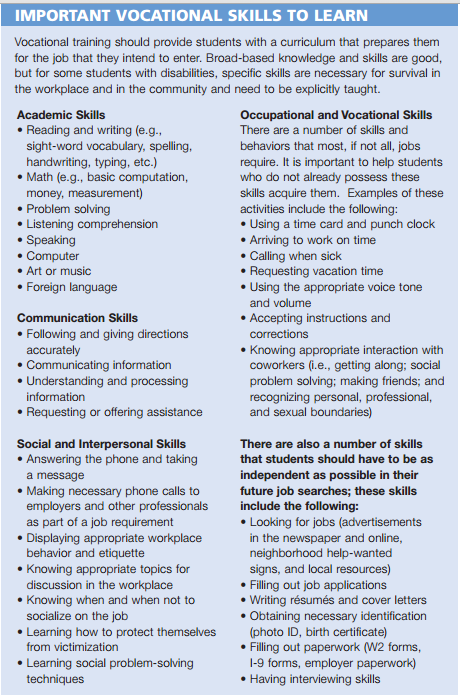 IMPORTANT VOCATIONAL SKILLS TO LEARN
Vocational training should provide students with a curriculum that prepares them
for the job that they intend to enter. Broad-based knowledge and skills are good,
but for some students with disabilities, specific skills are necessary for survival in
the workplace and in the community and need to be explicitly taught.
Academic Skills
• Reading and writing (e.g.,
sight-word vocabulary, spelling,
handwriting, typing, etc.)
• Math (e.g., basic computation,
money, measurement)
• Problem solving
• Listening comprehension
• Speaking
• Computer
• Art or music
• Foreign language
Communication Skills
• Following and giving directions
accurately
• Communicating information
• Understanding and processing
information
• Requesting or offering assistance
Social and Interpersonal Skills
• Answering the phone and taking
a message
• Making necessary phone calls to
employers and other professionals
as part of a job requirement
• Displaying appropriate workplace
behavior and etiquette
• Knowing appropriate topics for
discussion in the workplace
• Knowing when and when not to
socialize on the job
• Learning how to protect themselves
from victimization
• Learning social problem-solving
techniques
Occupational and Vocational Skills
There are a number of skills and
behaviors that most, if not all, jobs
require. It is important to help students
who do not already possess these
skills acquire them. Examples of these
activities include the following:
• Using a time card and punch clock
• Arriving to work on time
• Calling when sick
• Requesting vacation time
• Using the appropriate voice tone
and volume
• Accepting instructions and
corrections
• Knowing appropriate interaction with
coworkers (i.e., getting along; social
problem solving; making friends; and
recognizing personal, professional,
and sexual boundaries)
There are also a number of skills
that students should have to be as
independent as possible in their
future job searches; these skills
include the following:
• Looking for jobs (advertisements
in the newspaper and online,
neighborhood help-wanted
signs, and local resources)
• Filling out job applications
• Writing résumés and cover letters
• Obtaining necessary identification
(photo ID, birth certificate)
• Filling out paperwork (W2 forms,
I-9 forms, employer paperwork)
• Having interviewing skills